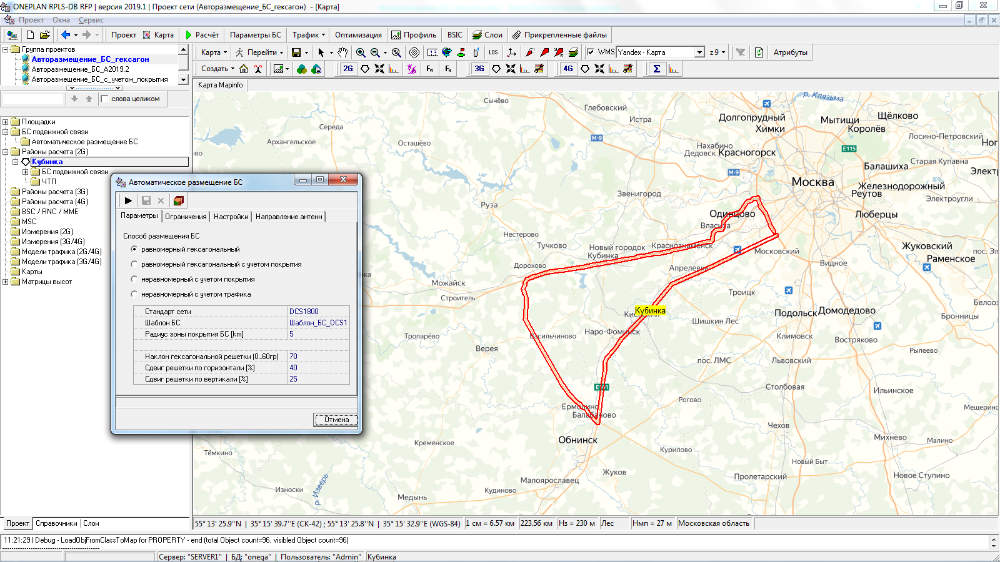 ONEPLAN RPLS-DB RFP | версия 2019.1 | Проект сети (Авторазмещение_БС_гексагон) - [Карта]
Проект Окна Сервис
Проект Карта Расчёт Параметры БС Трафик Оптимизация Профиль BSIC Слои Прикрепленные файлы
Группа проектов
Авторазмещение_БС_гексагон
Авторазмещение_БС_А2019.2
Авторазмещение_БС_с_учетом_покрытия
слова целиком
Карта Перейти LOS WMS Yandex - Карта z 9 Атрибуты
Создать 2G 3G 4G Σ
Карта Mapinfo
Площадки
БС подвижной связи
Автоматическое размещение БС
Районы расчета (2G)
Кубинка
БС подвижной связи
ЧТП
Районы расчета (3G)
Районы расчета (4G)
BSC / RNC / MME
MSC
Измерения (2G)
Измерения (3G/4G)
Модели трафика (2G/4G)
Модели трафика (3G/4G)
Карты
Матрицы высот
Автоматическое размещение БС
Параметры Ограничения Настройки Направление антенн
Способ размещения БС
равномерный гексагональный
равномерный гексагональный с учетом покрытия
неравномерный с учетом покрытия
неравномерный с учетом трафика
Стандарт сети DCS1800
Шаблон БС Шаблон_БС_DCS1
Радиус зоны покрытия БС [km] 5
Наклон гексагональной решетки (0...60гр) 70
Сдвиг решетки по горизонтали [%] 40
Сдвиг решетки по вертикали [%] 25
Отмена
Сычёво
р. Клязьма
Глебовский
Истра
Долгопрудный
Химки
Мытищи
Королёв
Щёлково
Середа
Архангельское
Осташёво
М-9
Нахабино
Дедовск
Красногорск
Е115
Лосино-Петровский
Ног
Балашиха
Старая Купавна
Электр
М-9
Москва
Железнодорожный
Реутов
Электроугли
Звенигород
Руза
Одинцово
Власиха
Люберцы
Нестерово
Тучково
Новый городок
Кубинка
Краснознаменск
Московский
Жуковский
Раменское
пос. Эл
Дорохово
Апрелевка
Видное
Можайск
Строитель
Троицк
Кубинка
Подольск
Домодедово
Белоо
Бронницы
Шишкин Лес
Тропарёво
Васильчиново
Наро-Фоминск
Климовск
Востряково
Верея
Рылеево
пос. ЛМС
Львовский
Столбовая
Ильинское
Рогово
Ермолино
Балабаново
Мещерино
Чехов
Обнинск
Кременское
Тёмкино
Курилово
Михнево
Малино
Новый Быт
Жуков
Малоярославец
Пролетарский
Новое Ступино
Износки
р. Изверь
Кудиново
Медынь
Проект Справочники Слои
55° 13' 25.9''N | 35° 15' 39.7''E (СК-42) ; 55° 13' 25.8''N | 35° 15' 32.9''E (WGS-84) 1 см = 6.57 км 223.56 км Нз = 230 м Лес Нмп = 27 м Московская область
11:21:29 | Debug - LoadObjFromClassToMap for PROPERTY - end (total Object count=96, visibled Object count=96)
Сервер: "SERVER1" | БД: "onega" | Пользователь: "Admin" Кубинка